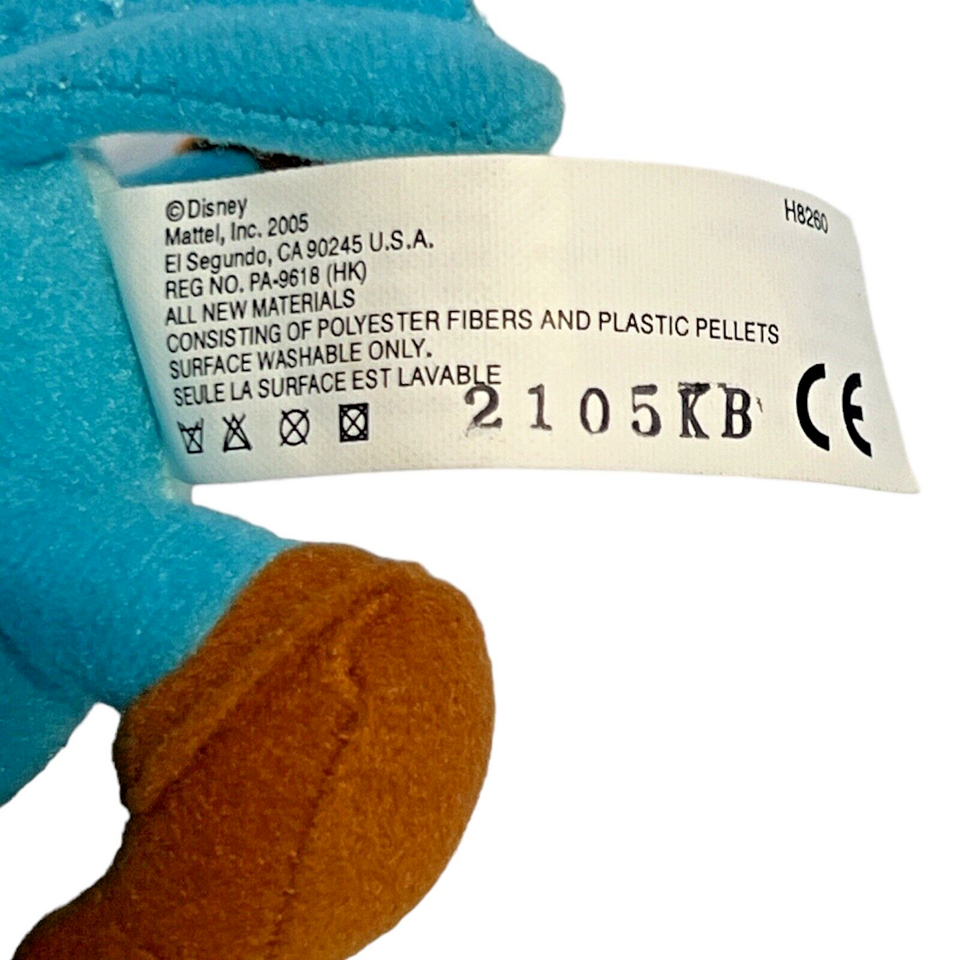 ©Disney
Mattel, Inc. 2005
El Segundo, CA 90245 U.S.A.
REG NO. PA-9618 (HK)
ALL NEW MATERIALS
CONSISTING OF POLYESTER FIBERS AND PLASTIC PELLETS
SURFACE WASHABLE ONLY.
SEULE LA SURFACE EST LAVABLE
2105KB
CE
H8260